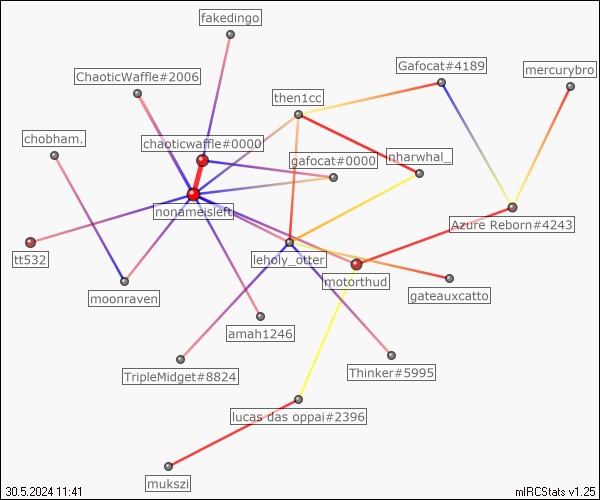 fakedingo
Gafocat#4189
mercurybro
ChaoticWaffle#2006
then1cc
chobham.
chaoticwaffle#0000
gafocat#0000
nharwhal_
nonameisleft
Azure Reborn#4243
tt532
leholy_otter
motorthud
moonraven
gateauxcatto
amah1246
TripleMidget#8824
Thinker#5995
lucas das oppai#2396
mukszi
30.5.2024 11:41
mIRCStats v1.25